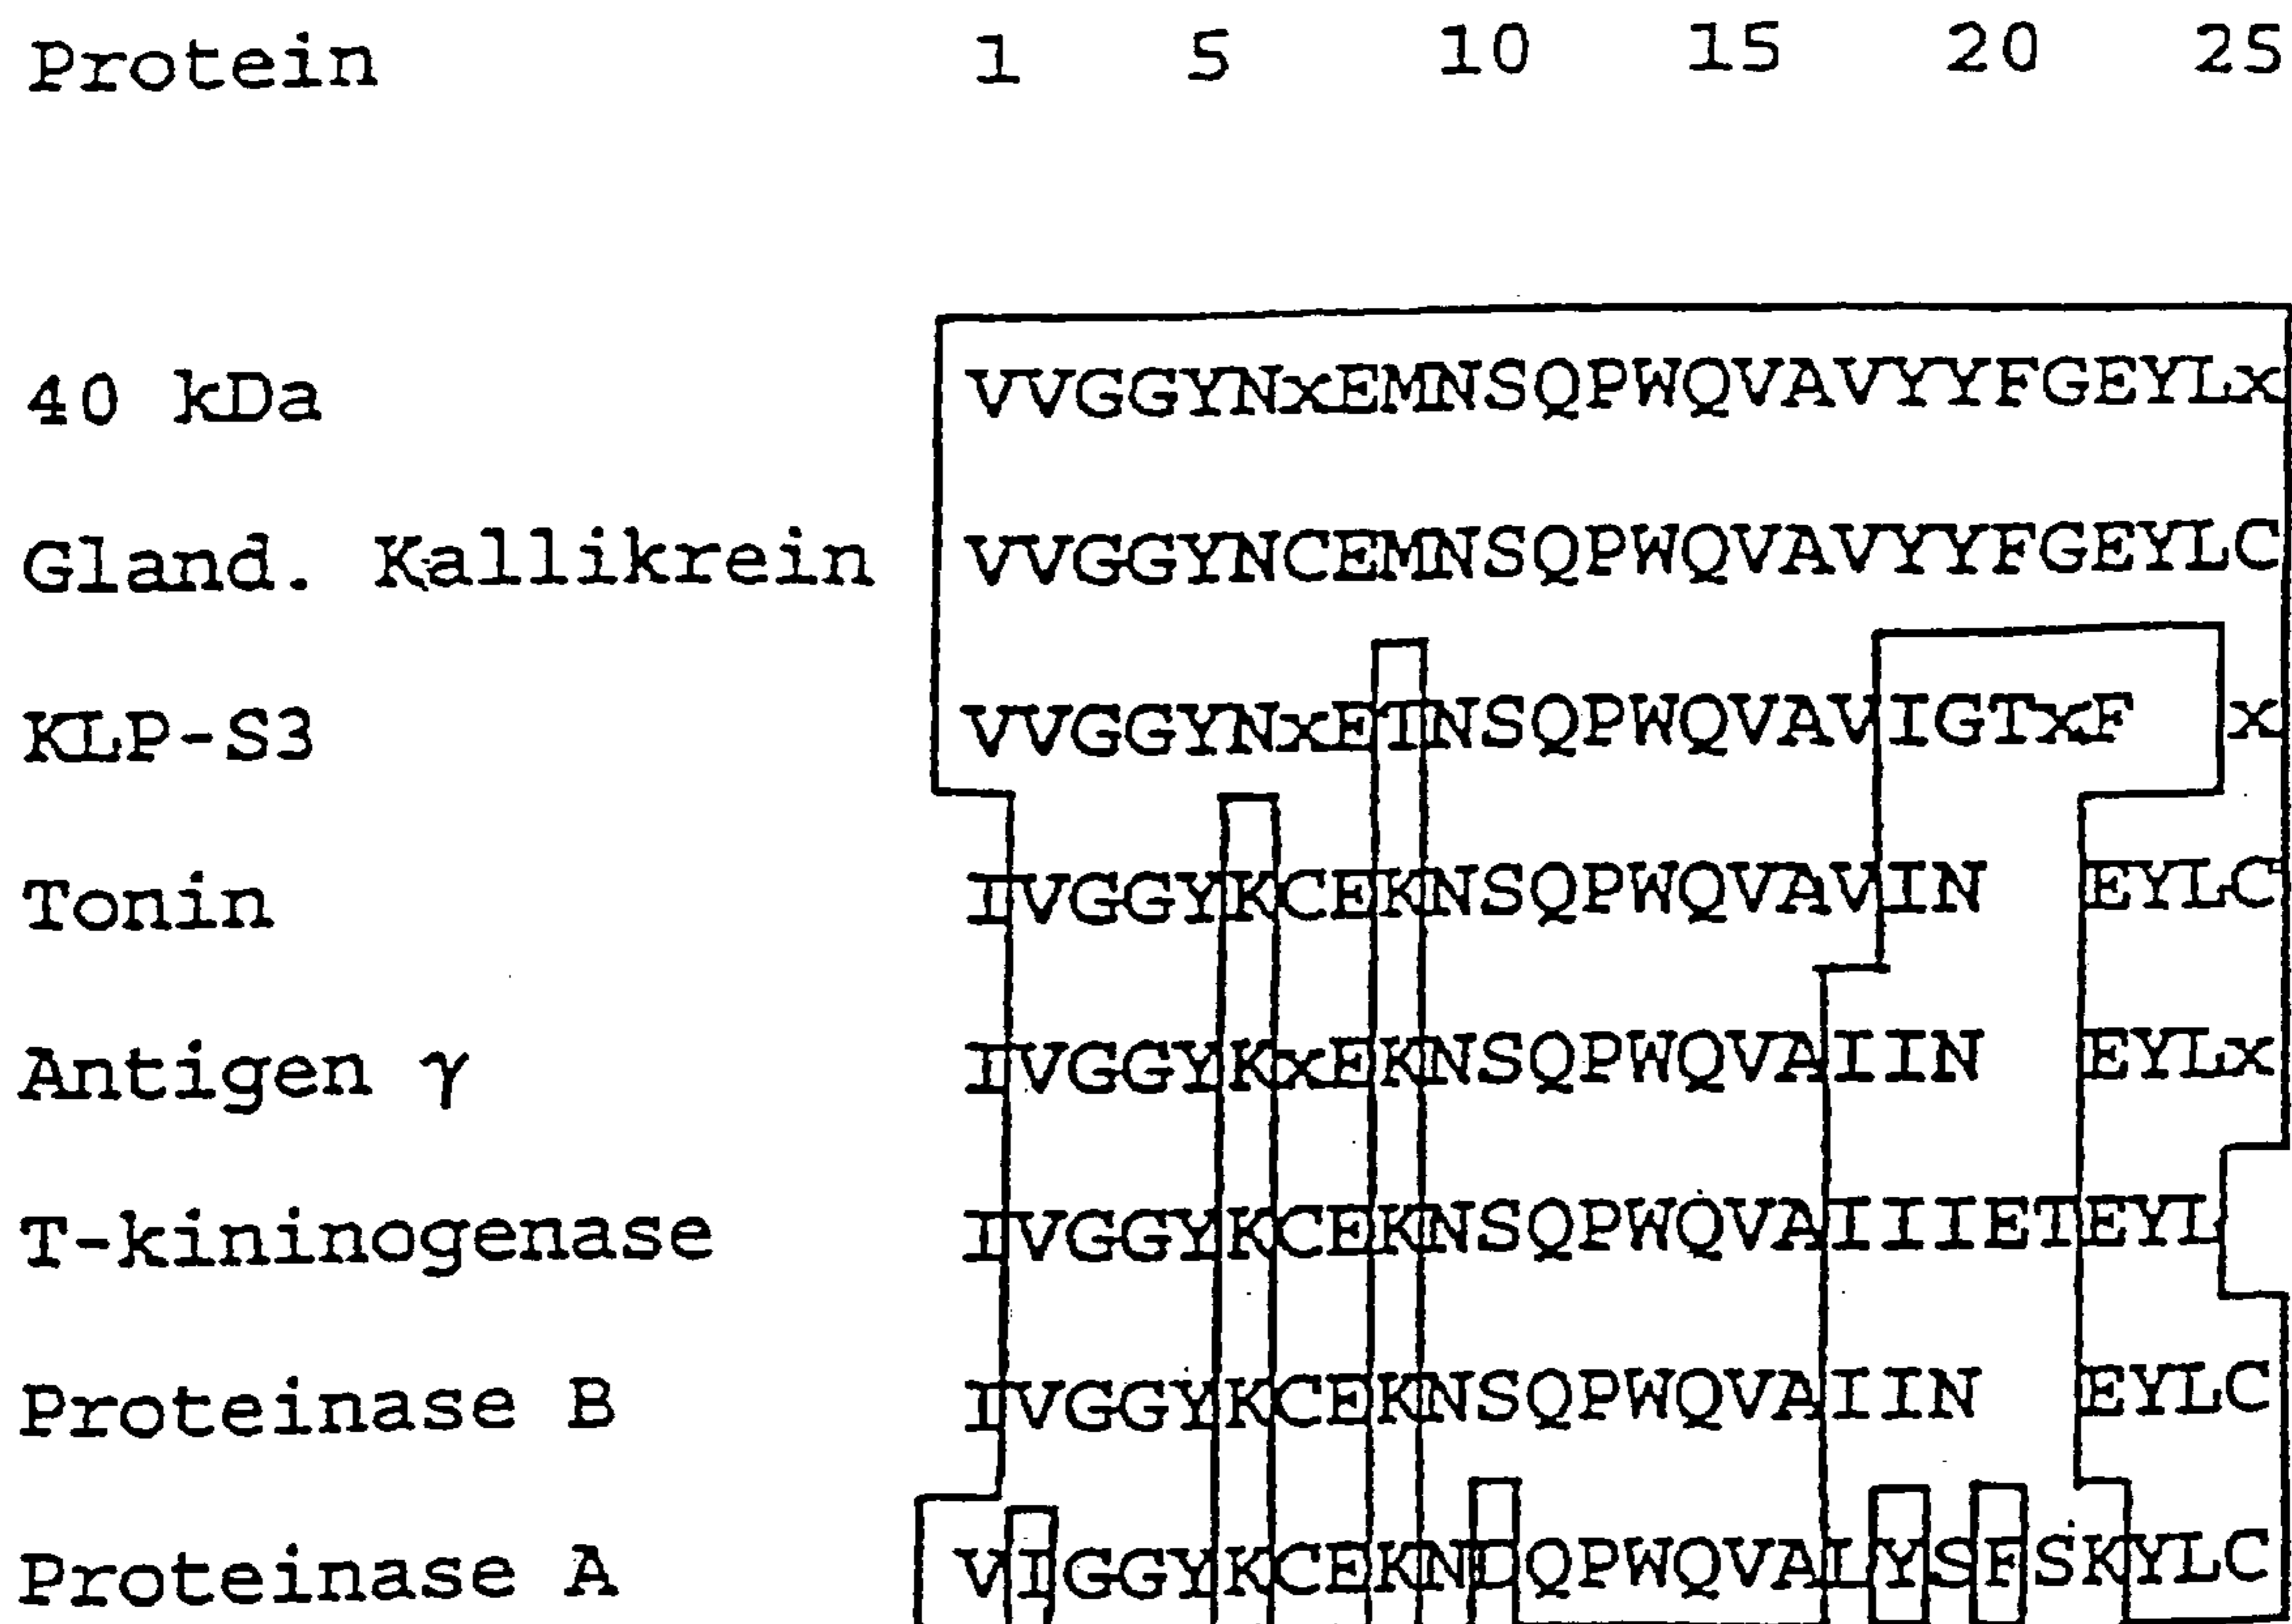 Protein 1 5 10 15 20 25
40 kDa VVGGYNxEMNSQPWQVAVYYFGEYLx
Gland. Kallikrein VVGGYNCEMNSQPWQVAVYYFGEYLC
KLP-S3 VVGGYNxETNSQPWQVAVIGTxF x
Tonin IVGGYKCEKNSQPWQVAVIN EYLC
Antigen γ IVGGYKxEKNSQPWQVAIIN EYLx
T-kininogenase IVGGYKCEKNSQPWQVAIIIETEYL
Proteinase B IVGGYKCEKNSQPWQVAIIN EYLC
Proteinase A VIGGYKCEKNDQPWQVALYSFSKYLC